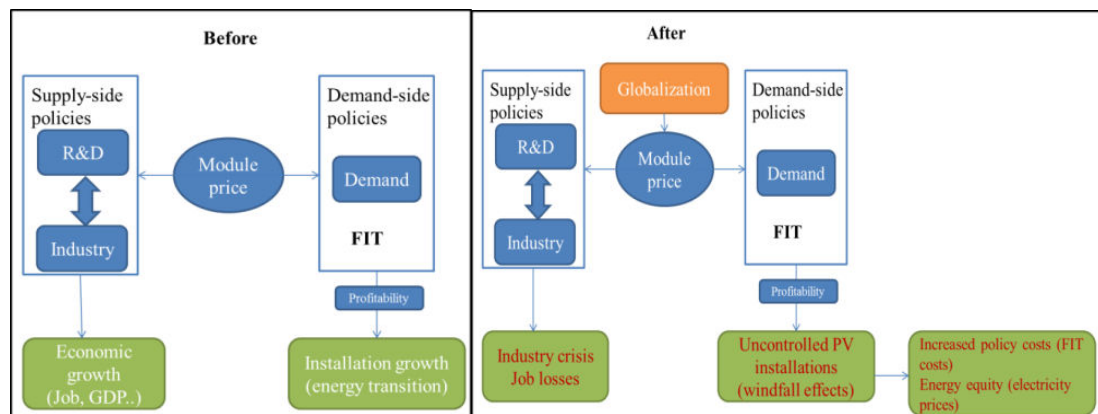 Before
Supply-side
policies
R&D
Industry
Module
price
Demand-side
policies
Demand
FIT
Profitability
Economic
growth
(Job, GDP..)
Installation growth
(energy transition)
After
Supply-side
policies
R&D
Industry
Globalization
Module
price
Demand-side
policies
Demand
FIT
Profitability
Industry crisis
Job losses
Uncontrolled PV
installations
(windfall effects)
Increased policy costs (FIT
costs)
Energy equity (electricity
prices)